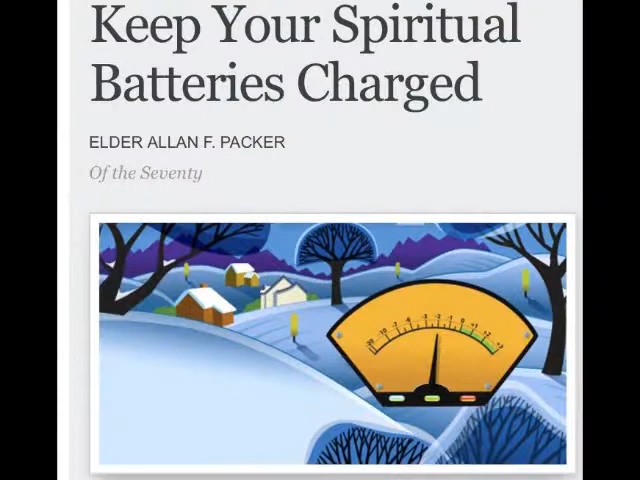 Keep Your Spiritual
Batteries Charged
ELDER ALLAN F. PACKER
Of the Seventy